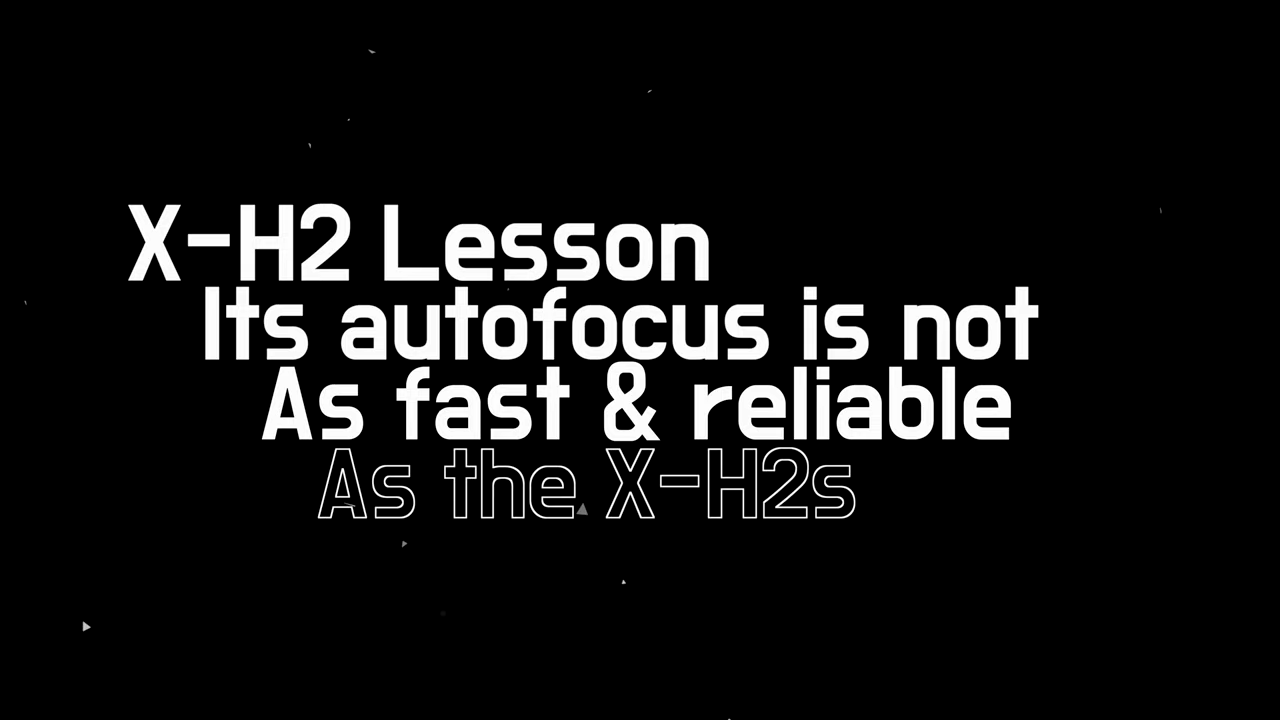 X-H2 Lesson
Its autofocus is not
As fast & reliable
As the X-H2s